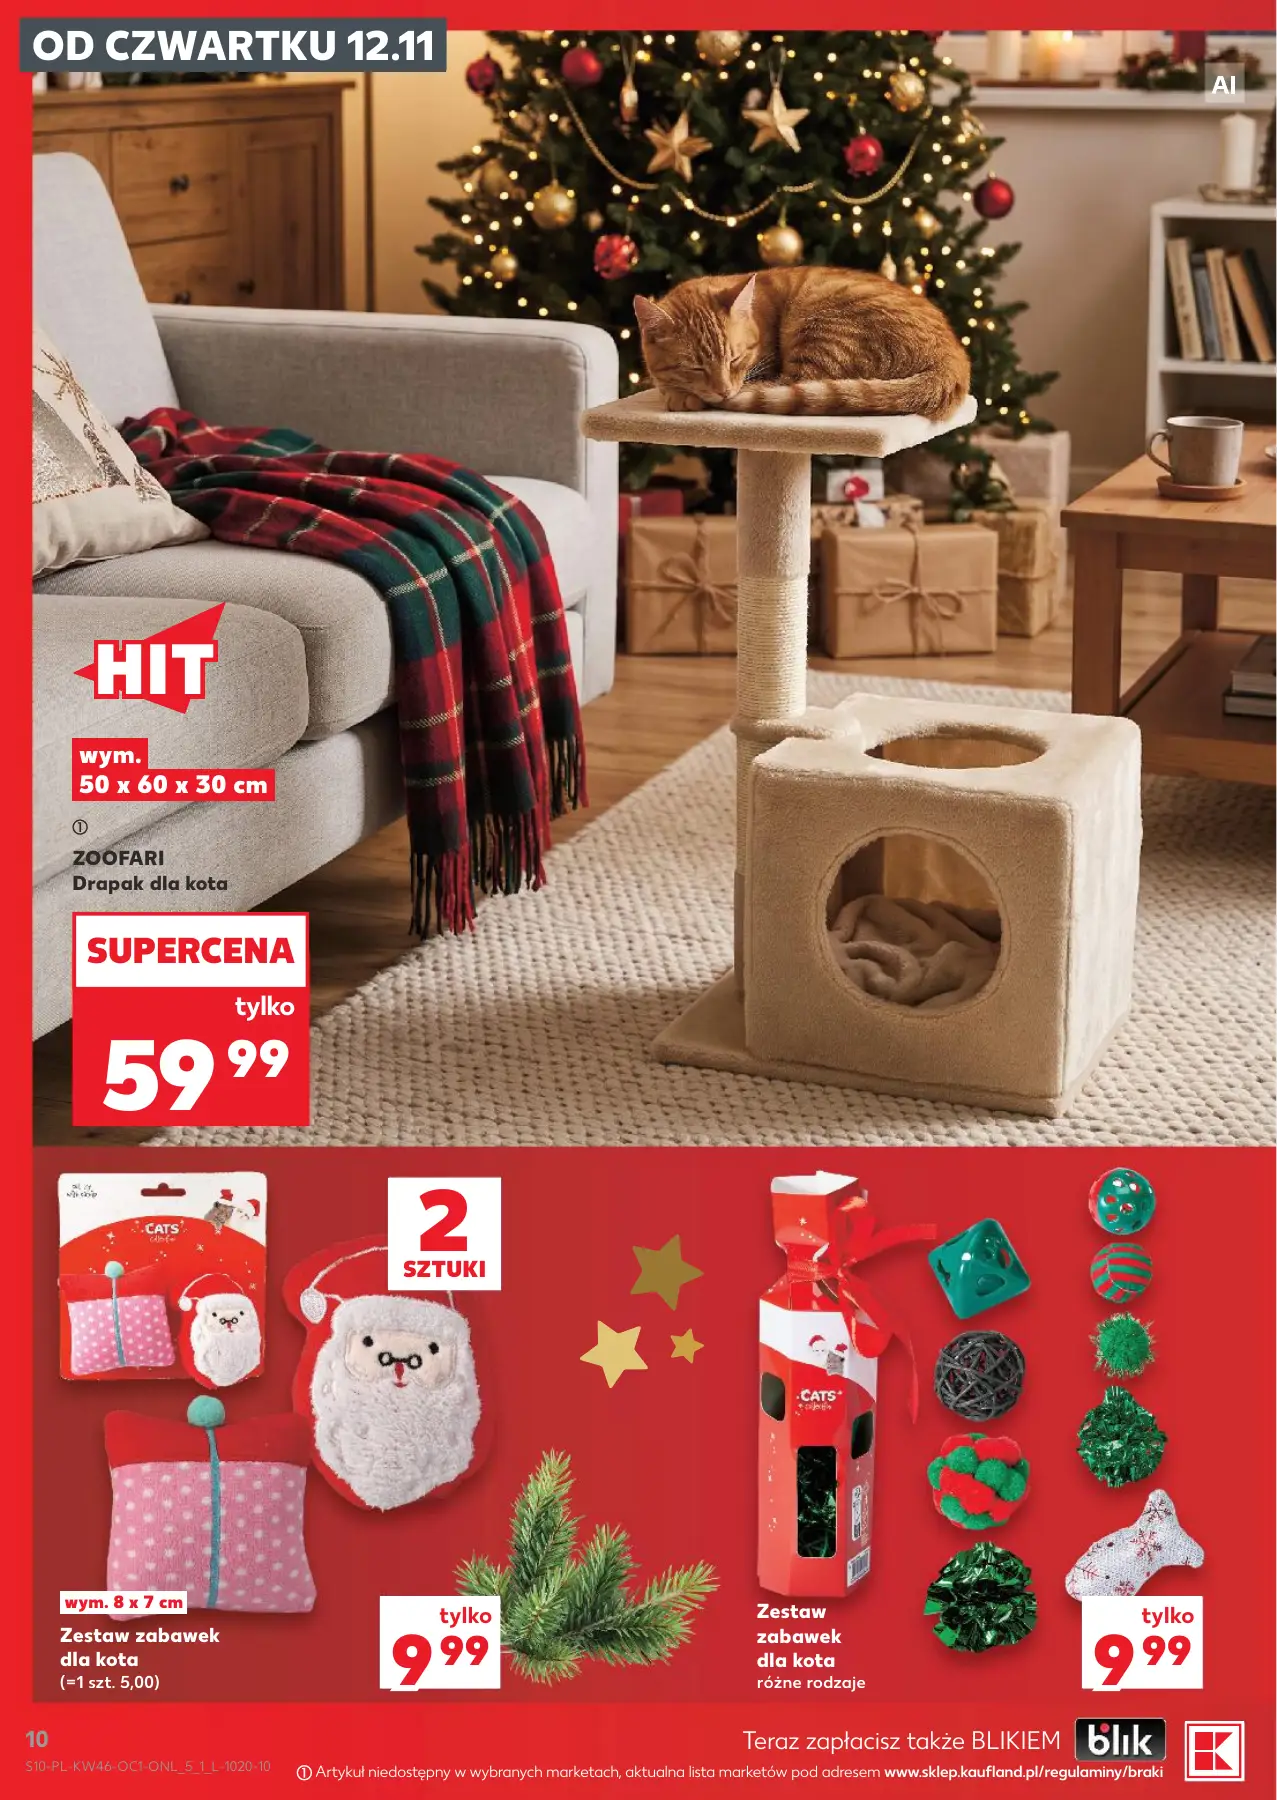 OD CZWARTKU 12.11
AI
HIT
wym.
50 x 60 x 30 cm
①
ZOOFARI
Drapak dla kota
SUPERCENA
tylko
59 99
2
SZTUKI
CATS
collection
CATS
collection
wym. 8 x 7 cm
Zestaw zabawek
dla kota
(=1 szt. 5,00)
tylko
9 99
Zestaw
zabawek
dla kota
różne rodzaje
tylko
9 99
10
S10-PL-KW46-OC1-ONL_5_1_L-1020-10
Teraz zapłacisz także BLIKIEM
blik
K
① Artykuł niedostępny w wybranych marketach, aktualna lista marketów pod adresem www.sklep.kaufland.pl/regulaminy/braki